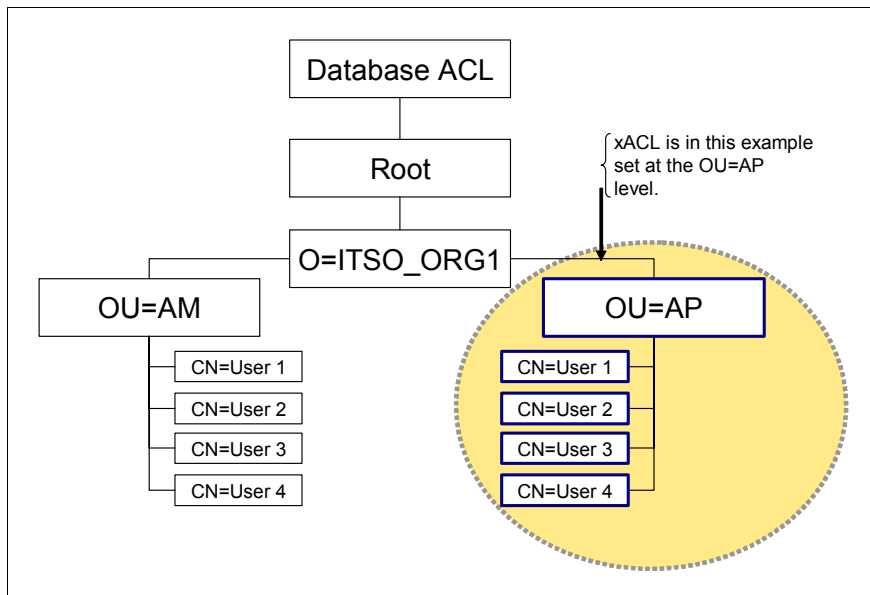 Database ACL
Root
xACL is in this example
set at the OU=AP
level.
O=ITSO_ORG1
OU=AM
OU=AP
CN=User 1
CN=User 2
CN=User 3
CN=User 4
CN=User 1
CN=User 2
CN=User 3
CN=User 4